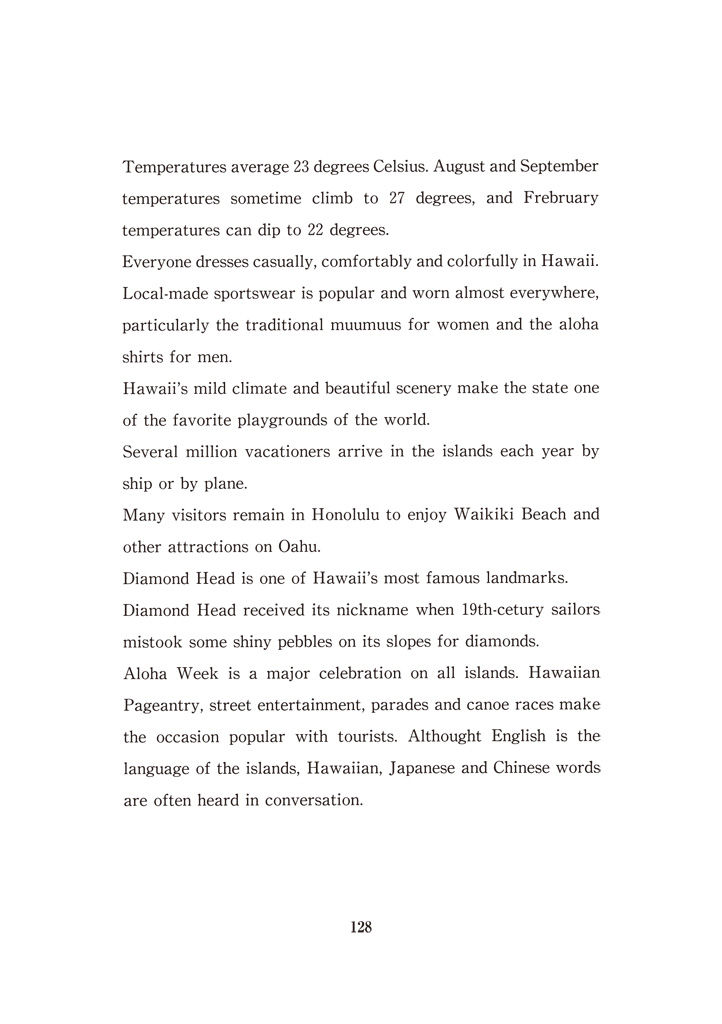 Temperatures average 23 degrees Celsius. August and September
temperatures sometime climb to 27 degrees, and Frebruary
temperatures can dip to 22 degrees.
Everyone dresses casually, comfortably and colorfully in Hawaii.
Local-made sportswear is popular and worn almost everywhere,
particularly the traditional muumuus for women and the aloha
shirts for men.
Hawaii's mild climate and beautiful scenery make the state one
of the favorite playgrounds of the world.
Several million vacationers arrive in the islands each year by
ship or by plane.
Many visitors remain in Honolulu to enjoy Waikiki Beach and
other attractions on Oahu.
Diamond Head is one of Hawaii's most famous landmarks.
Diamond Head received its nickname when 19th-cetury sailors
mistook some shiny pebbles on its slopes for diamonds.
Aloha Week is a major celebration on all islands. Hawaiian
Pageantry, street entertainment, parades and canoe races make
the occasion popular with tourists. Althought English is the
language of the islands, Hawaiian, Japanese and Chinese words
are often heard in conversation.
128